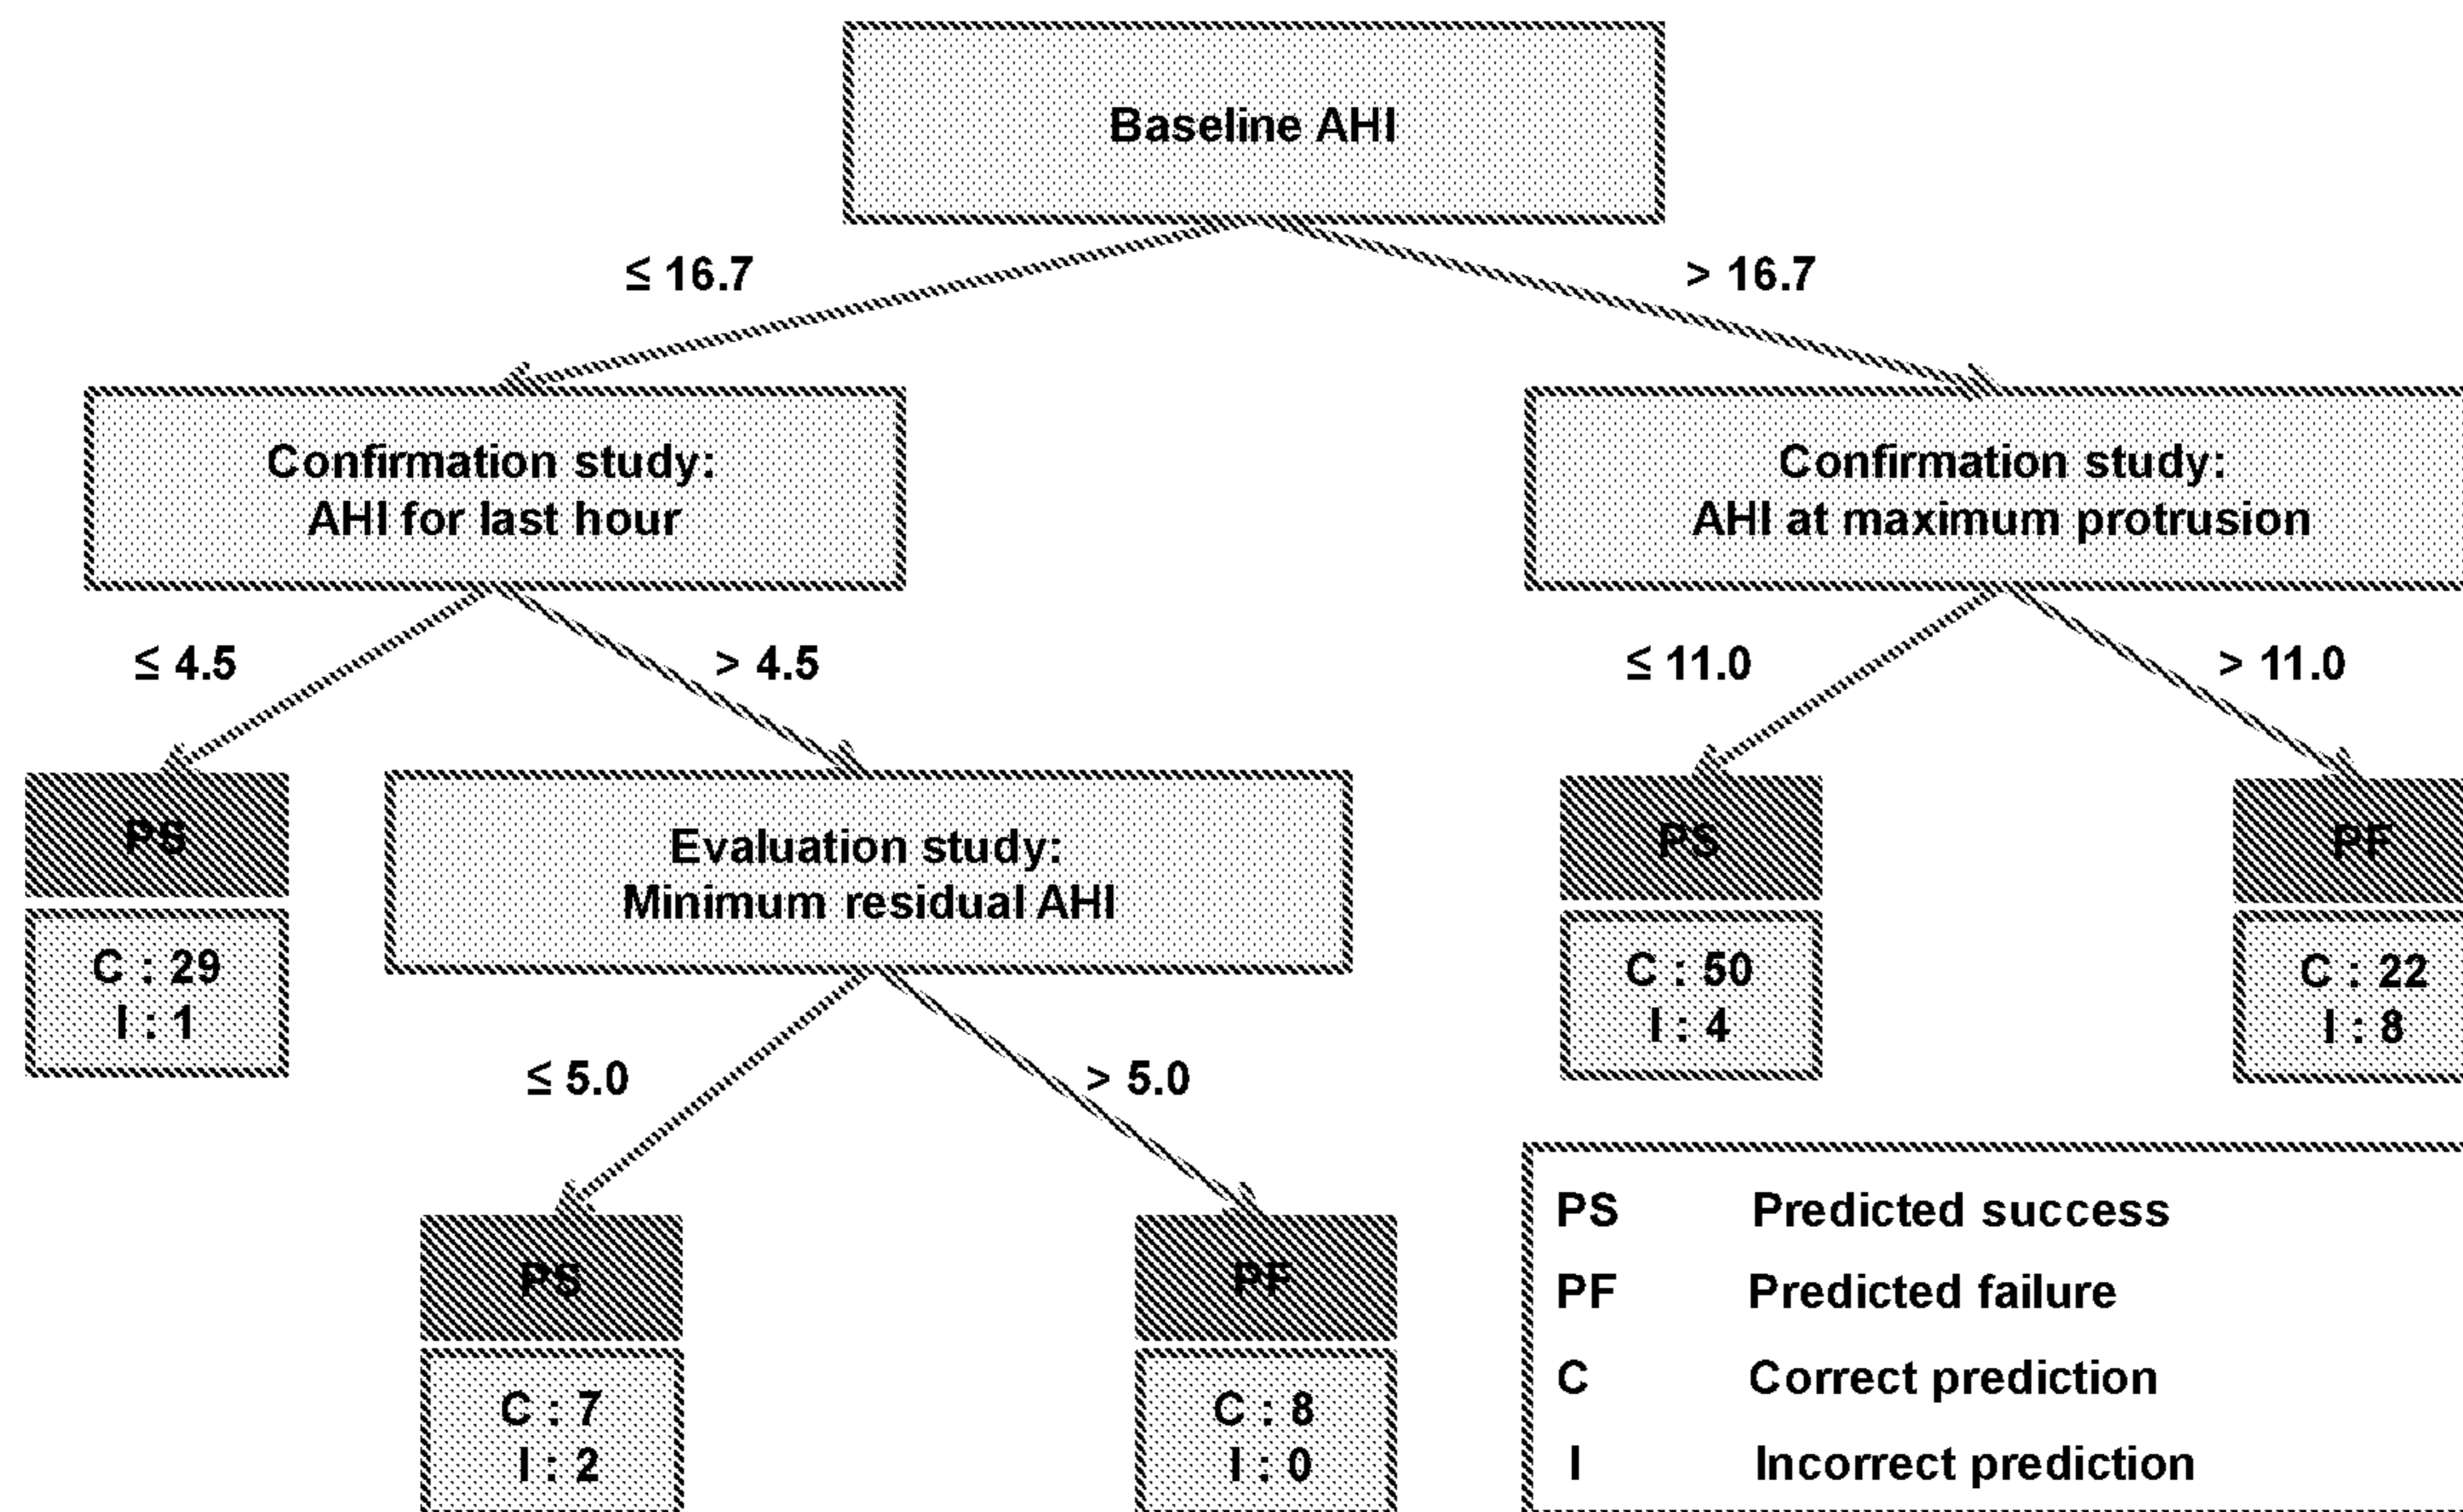 Baseline AHI
≤ 16.7
> 16.7
Confirmation study:
AHI for last hour
Confirmation study:
AHI at maximum protrusion
≤ 4.5
> 4.5
≤ 11.0
> 11.0
PS
C : 29
I : 1
Evaluation study:
Minimum residual AHI
PS
C : 50
I : 4
PF
C : 22
I : 8
≤ 5.0
> 5.0
PS
C : 7
I : 2
PF
C : 8
I : 0
PS Predicted success
PF Predicted failure
C Correct prediction
I Incorrect prediction